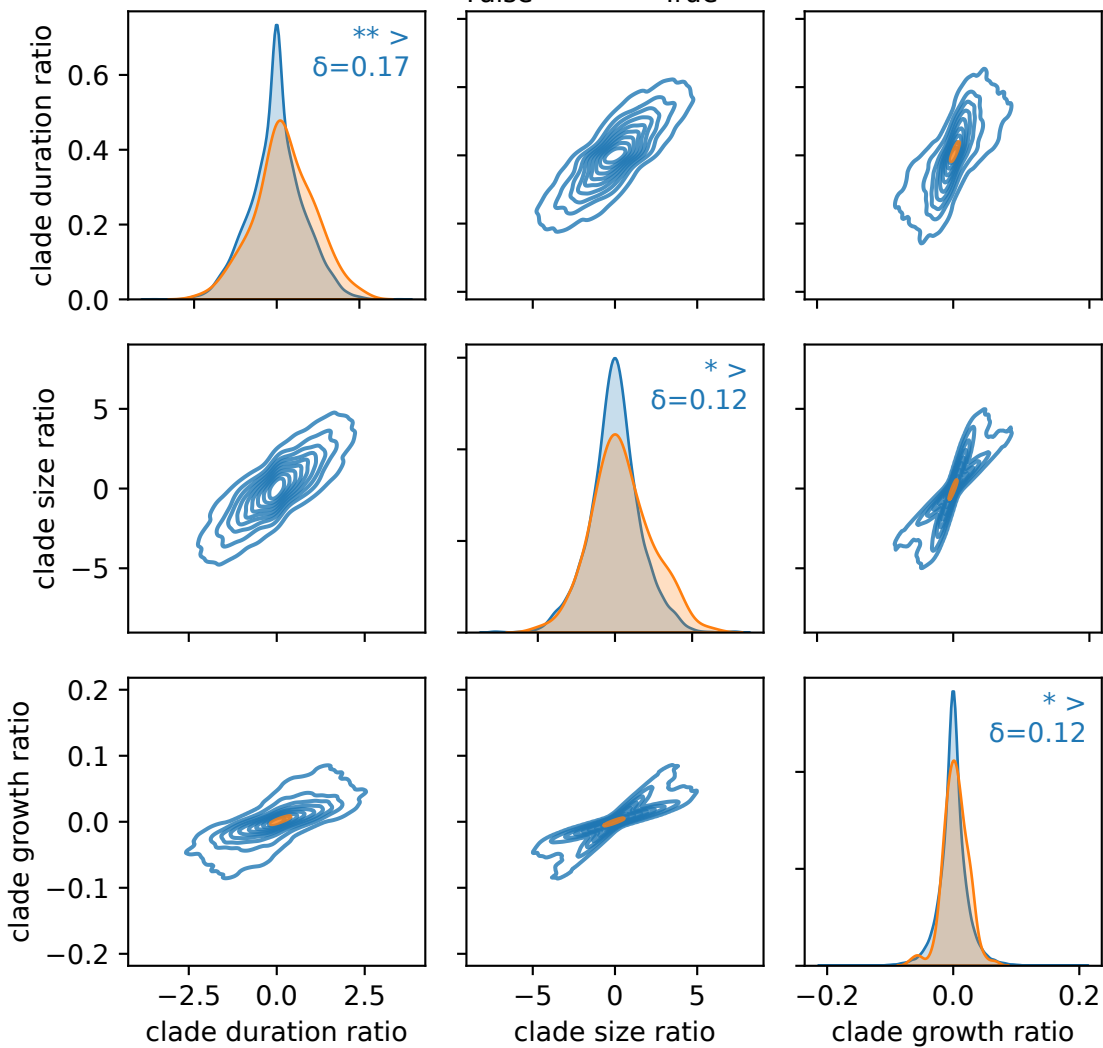 clade duration ratio
0.6
0.4
0.2
0.0
** >
δ=0.17
clade size ratio
5
0
−5
* >
δ=0.12
clade growth ratio
0.2
0.1
0.0
−0.1
−0.2
* >
δ=0.12
−2.5 0.0 2.5
−5 0 5
−0.2 0.0 0.2
clade duration ratio
clade size ratio
clade growth ratio